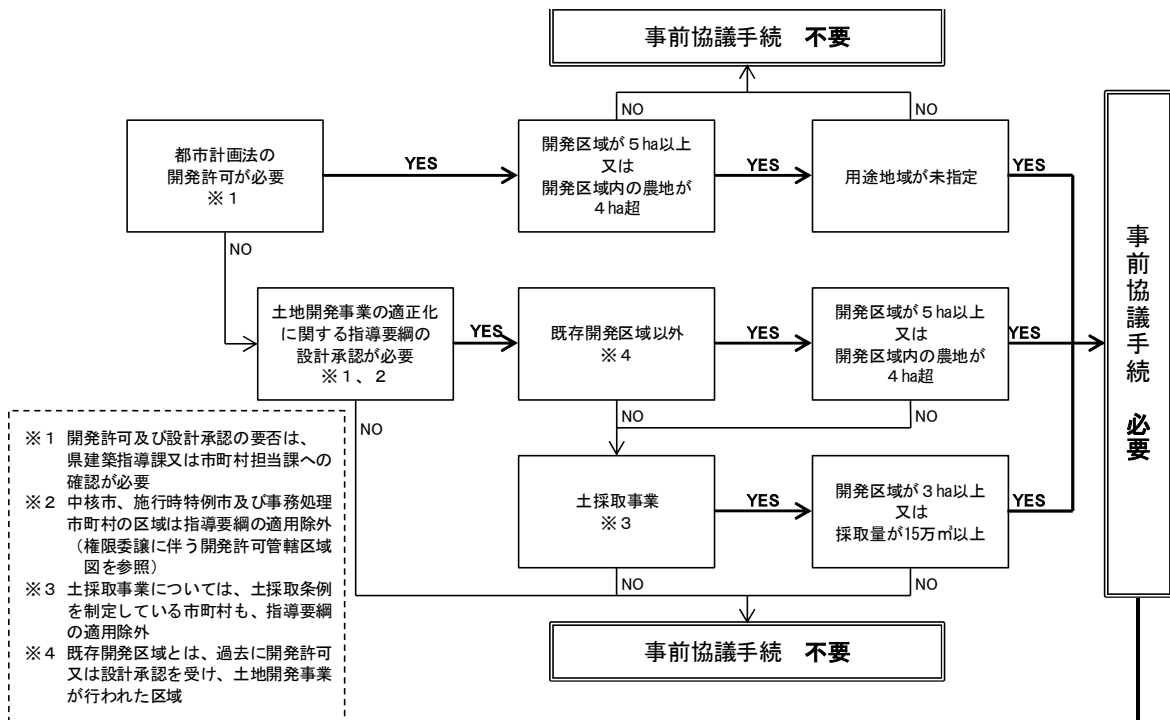 事前協議手続　不要
NO
NO
都市計画法の
開発許可が必要
※１
YES
開発区域が５ha以上
又は
開発区域内の農地が
４ha超
YES
用途地域が未指定
YES
NO
土地開発事業の適正化
に関する指導要綱の
設計承認が必要
※１、２
YES
既存開発区域以外
※４
YES
開発区域が５ha以上
又は
開発区域内の農地が
４ha超
YES
事前協議手続　必要
NO
NO
NO
土採取事業
※３
YES
開発区域が３ha以上
又は
採取量が15万㎥以上
YES
NO
NO
事前協議手続　不要
※１　開発許可及び設計承認の要否は、
県建築指導課又は市町村担当課への
確認が必要
※２　中核市、施行時特例市及び事務処理
市町村の区域は指導要綱の適用除外
（権限委譲に伴う開発許可管轄区域
図を参照）
※３　土採取事業については、土採取条例
を制定している市町村も、指導要綱
の適用除外
※４　既存開発区域とは、過去に開発許可
又は設計承認を受け、土地開発事業
が行われた区域